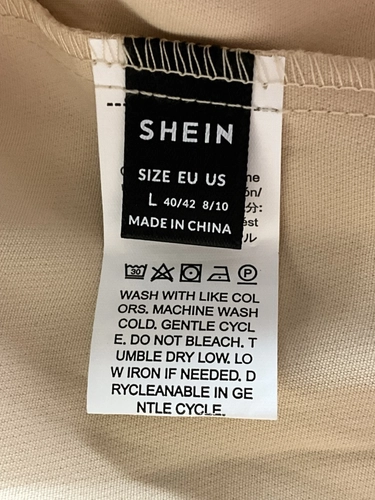 SHEIN
SIZE EU US
L 40/42 8/10
MADE IN CHINA
30 P
WASH WITH LIKE COL
ORS. MACHINE WASH
COLD. GENTLE CYCL
E. DO NOT BLEACH. T
UMBLE DRY LOW. LO
W IRON IF NEEDED. D
RYCLEANABLE IN GE
NTLE CYCLE.